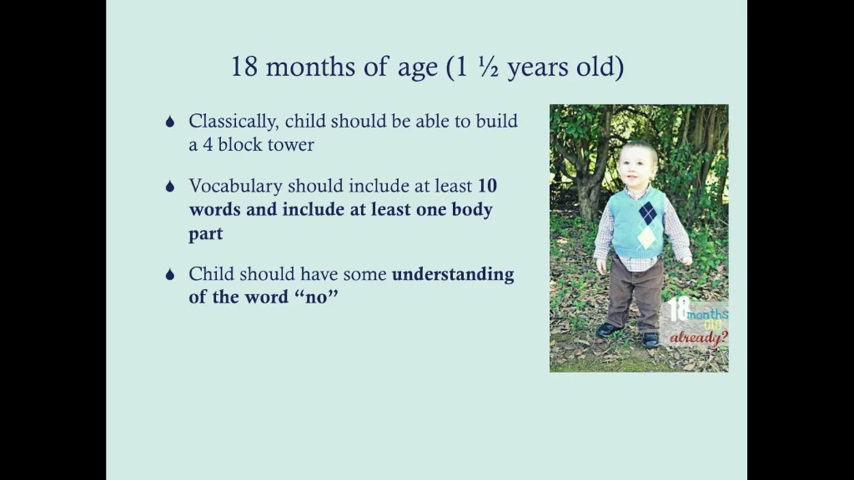 18 months of age (1 ½ years old)
Classically, child should be able to build
a 4 block tower
Vocabulary should include at least 10
words and include at least one body
part
Child should have some understanding
of the word “no”
18 months
old
already?